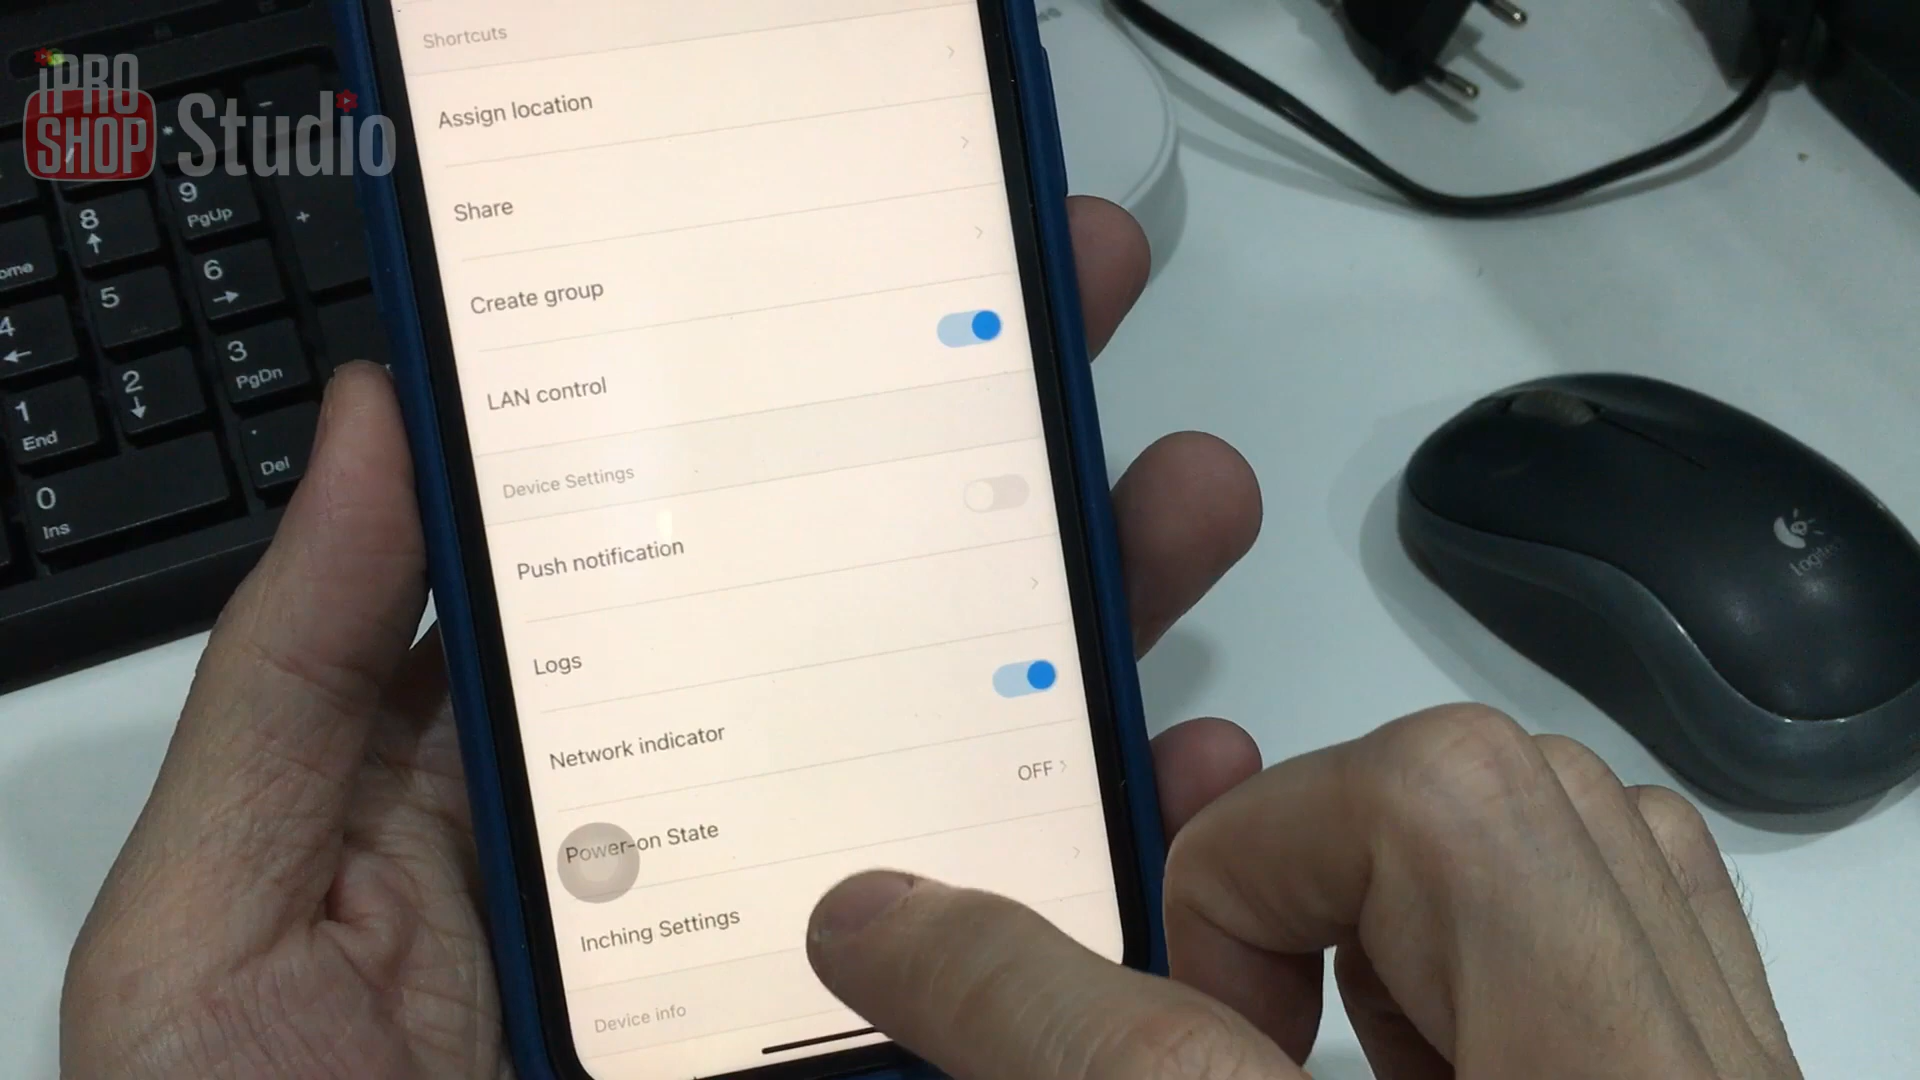 iPRO
SHOP
Studio
Shortcuts
Assign location
Share
Create group
LAN control
Device Settings
Push notification
Logs
Network indicator
OFF
Power-on State
Inching Settings
Device info
-
*
/
8
9
PgUp
+
5
6
4
3
PgDn
2
1
End
0
Ins
.
Del
Logitech